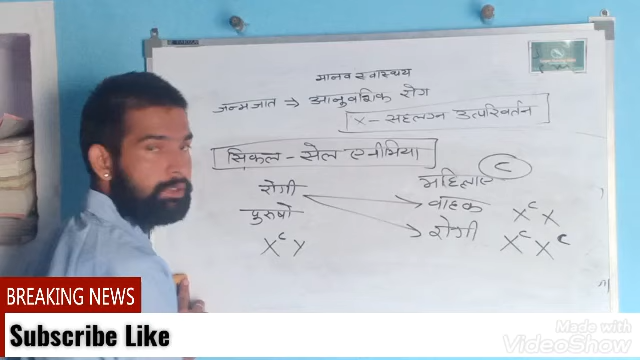 मानव स्वास्थ्य
जन्मजात → आनुवंशिक रोग
X - सहलग्न उत्परिवर्तन
सिकल - सेल एनीमिया
C
रोगी
पुरुषो
X^c Y
महिलाए
वाहक X^c X
रोगी X^c X^c
BREAKING NEWS
Subscribe Like
Made with
VideoShow